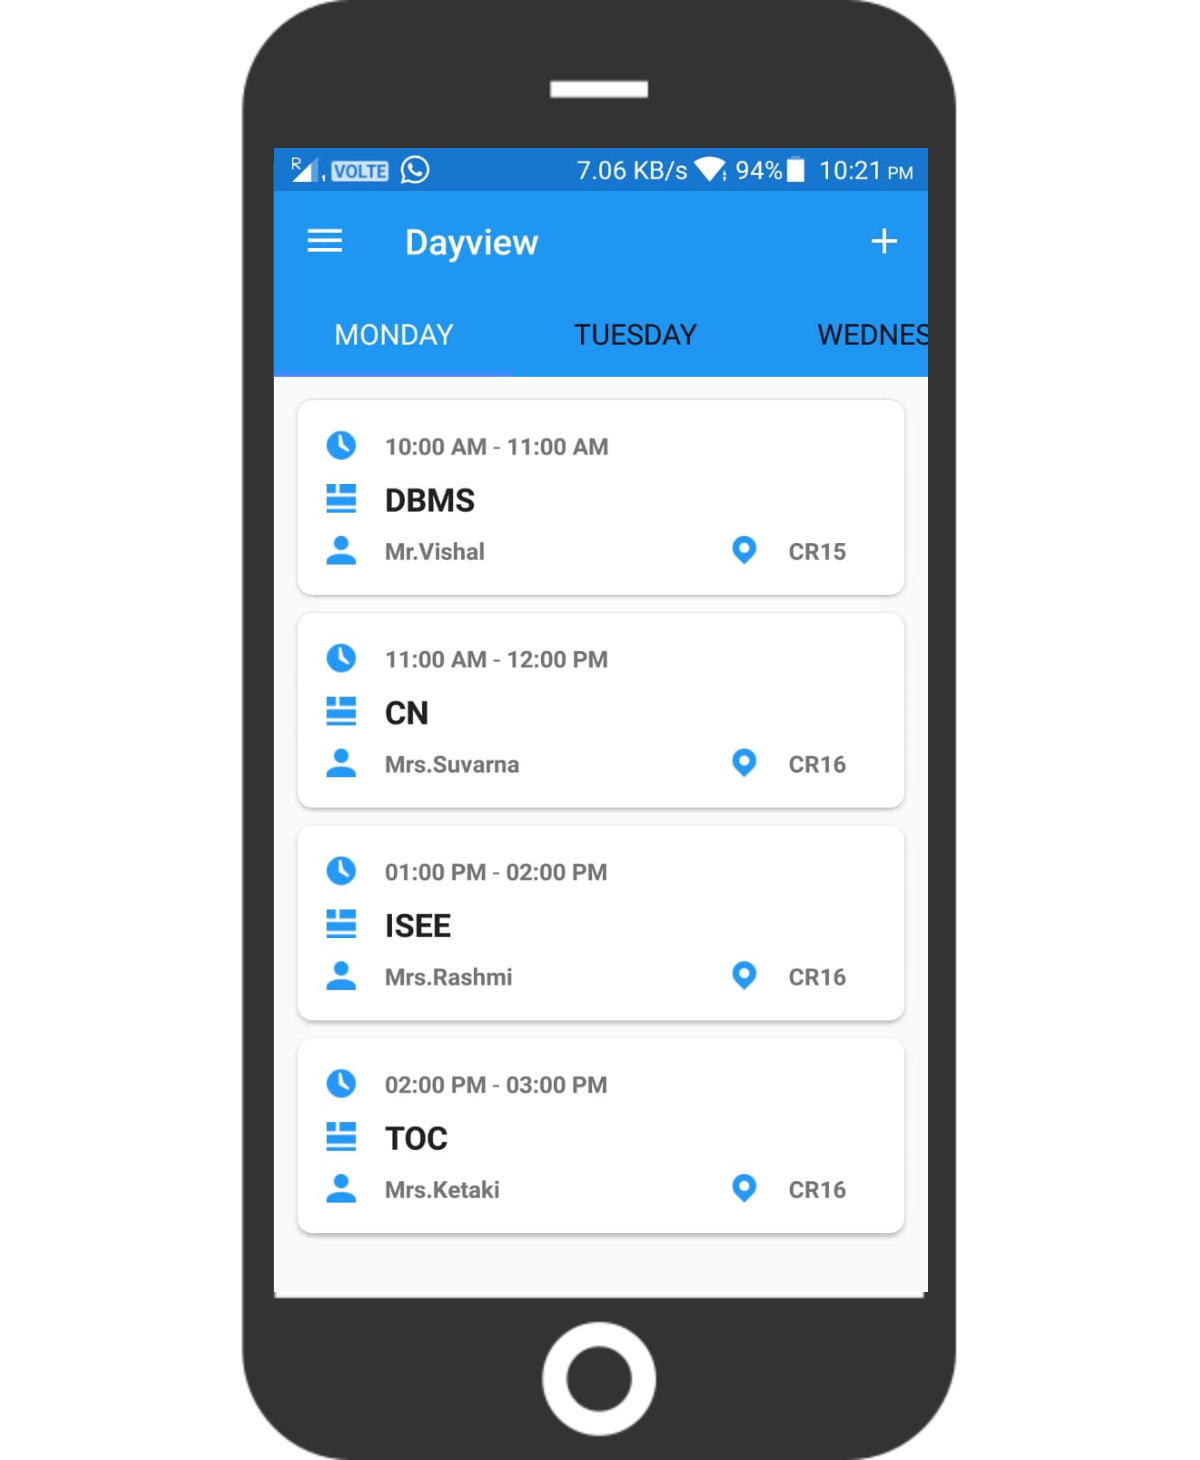 R , VOLTE 7.06 KB/s 94% 10:21 PM
Dayview +
MONDAY TUESDAY WEDNES
10:00 AM - 11:00 AM
DBMS
Mr.Vishal CR15
11:00 AM - 12:00 PM
CN
Mrs.Suvarna CR16
01:00 PM - 02:00 PM
ISEE
Mrs.Rashmi CR16
02:00 PM - 03:00 PM
TOC
Mrs.Ketaki CR16